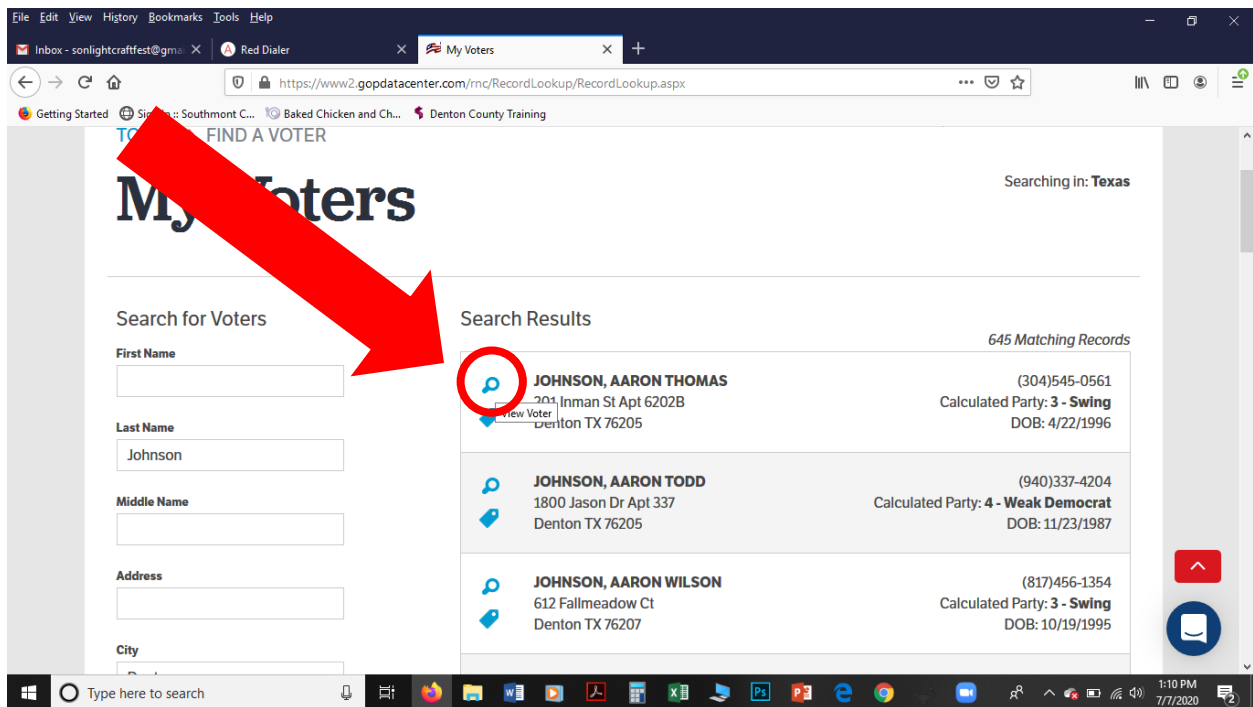 File Edit View History Bookmarks Tools Help
Inbox - sonlightcraftfest@gma
Red Dialer
My Voters
https://www2.gopdatacenter.com/rnc/RecordLookup/RecordLookup.aspx
Getting Started
:: Southmont C...
Baked Chicken and Ch...
Denton County Training
FIND A VOTER
My Voters
Searching in: Texas
Search for Voters
Search Results
645 Matching Records
First Name
Last Name
Johnson
Middle Name
Address
City
JOHNSON, AARON THOMAS
201 Inman St Apt 6202B
View Voter
Denton TX 76205
(304)545-0561
Calculated Party: 3 - Swing
DOB: 4/22/1996
JOHNSON, AARON TODD
1800 Jason Dr Apt 337
Denton TX 76205
(940)337-4204
Calculated Party: 4 - Weak Democrat
DOB: 11/23/1987
JOHNSON, AARON WILSON
612 Fallmeadow Ct
Denton TX 76207
(817)456-1354
Calculated Party: 3 - Swing
DOB: 10/19/1995
Type here to search
1:10 PM
7/7/2020